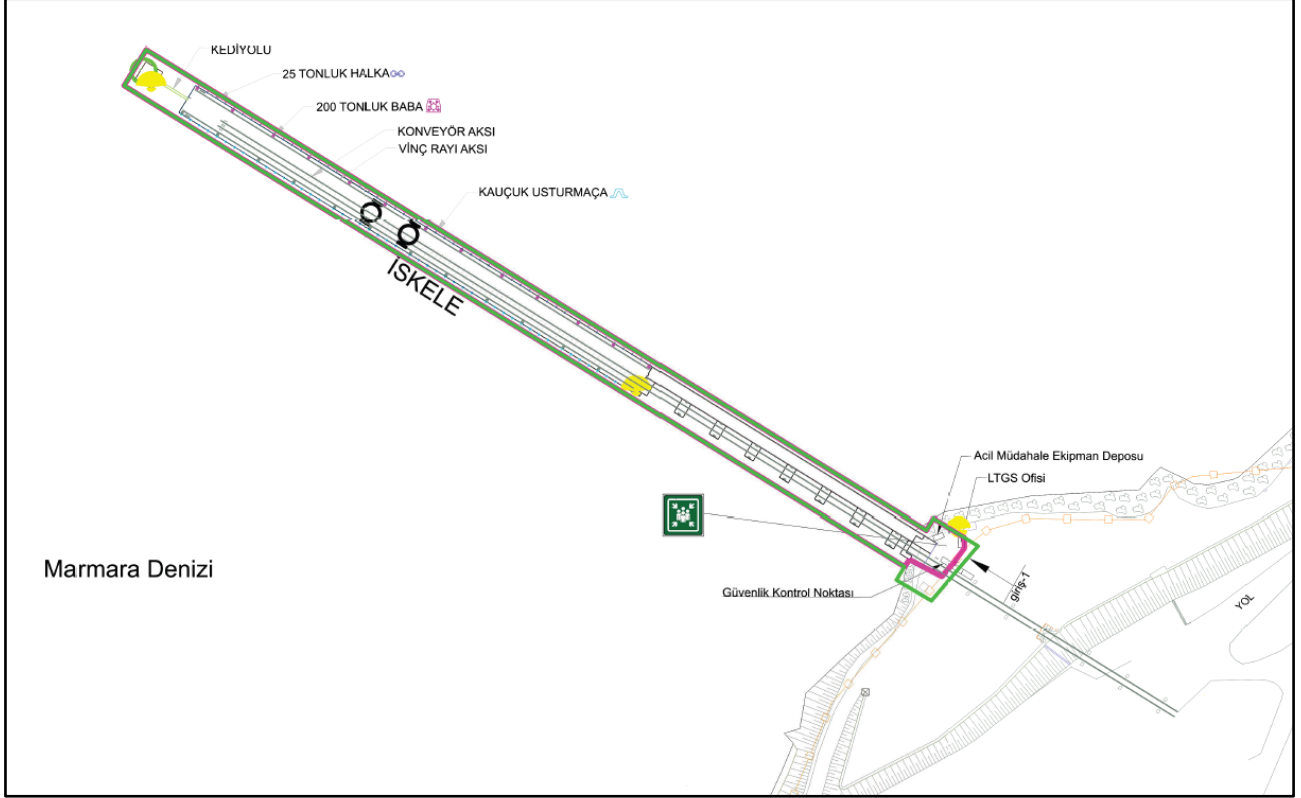 KEDİYOLU
25 TONLUK HALKA
200 TONLUK BABA
KONVEYÖR AKSI
VİNÇ RAYI AKSI
KAUÇUK USTURMAÇA
İSKELE
Acil Müdahale Ekipman Deposu
LTGS Ofisi
Marmara Denizi
Güvenlik Kontrol Noktası
giriş-1
YOL